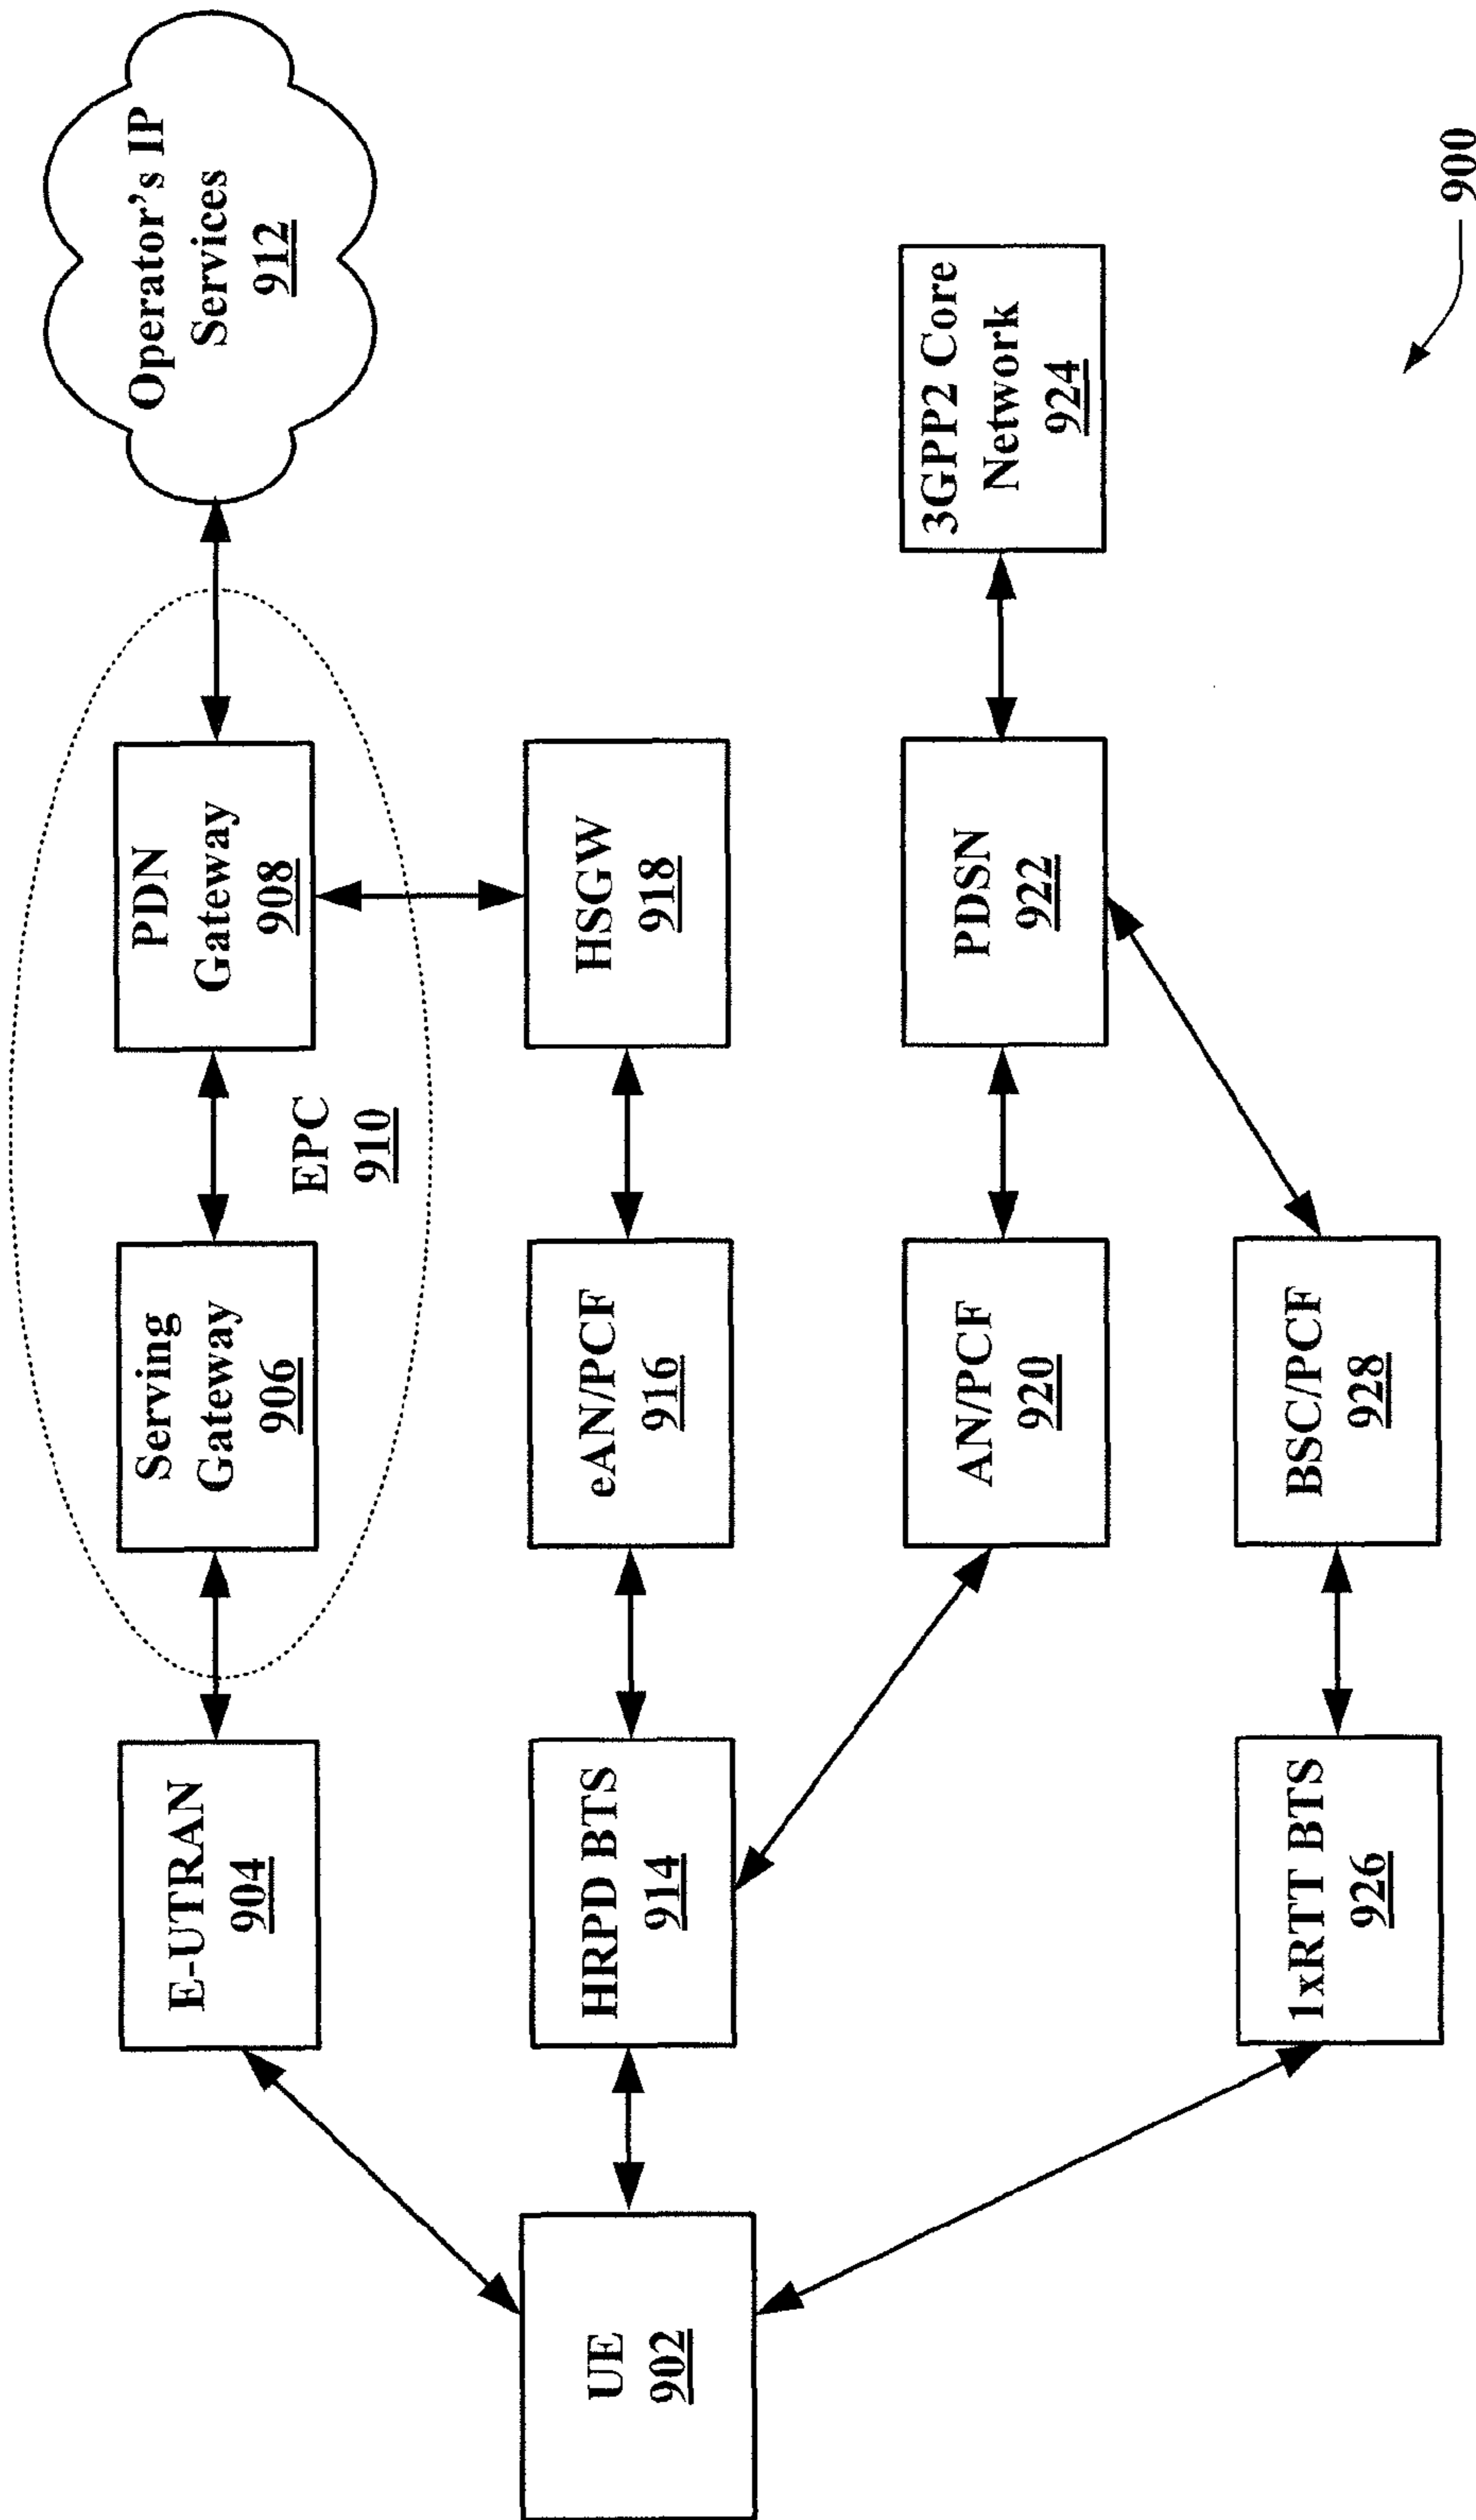 Operator's IP
Services
912
PDN
Gateway
908
EPC
910
Serving
Gateway
906
E-UTRAN
904
UE
902
HRPD BTS
914
eAN/PCF
916
HSGW
918
AN/PCF
920
PDSN
922
3GPP2 Core
Network
924
1xRTT BTS
926
BSC/PCF
928
900